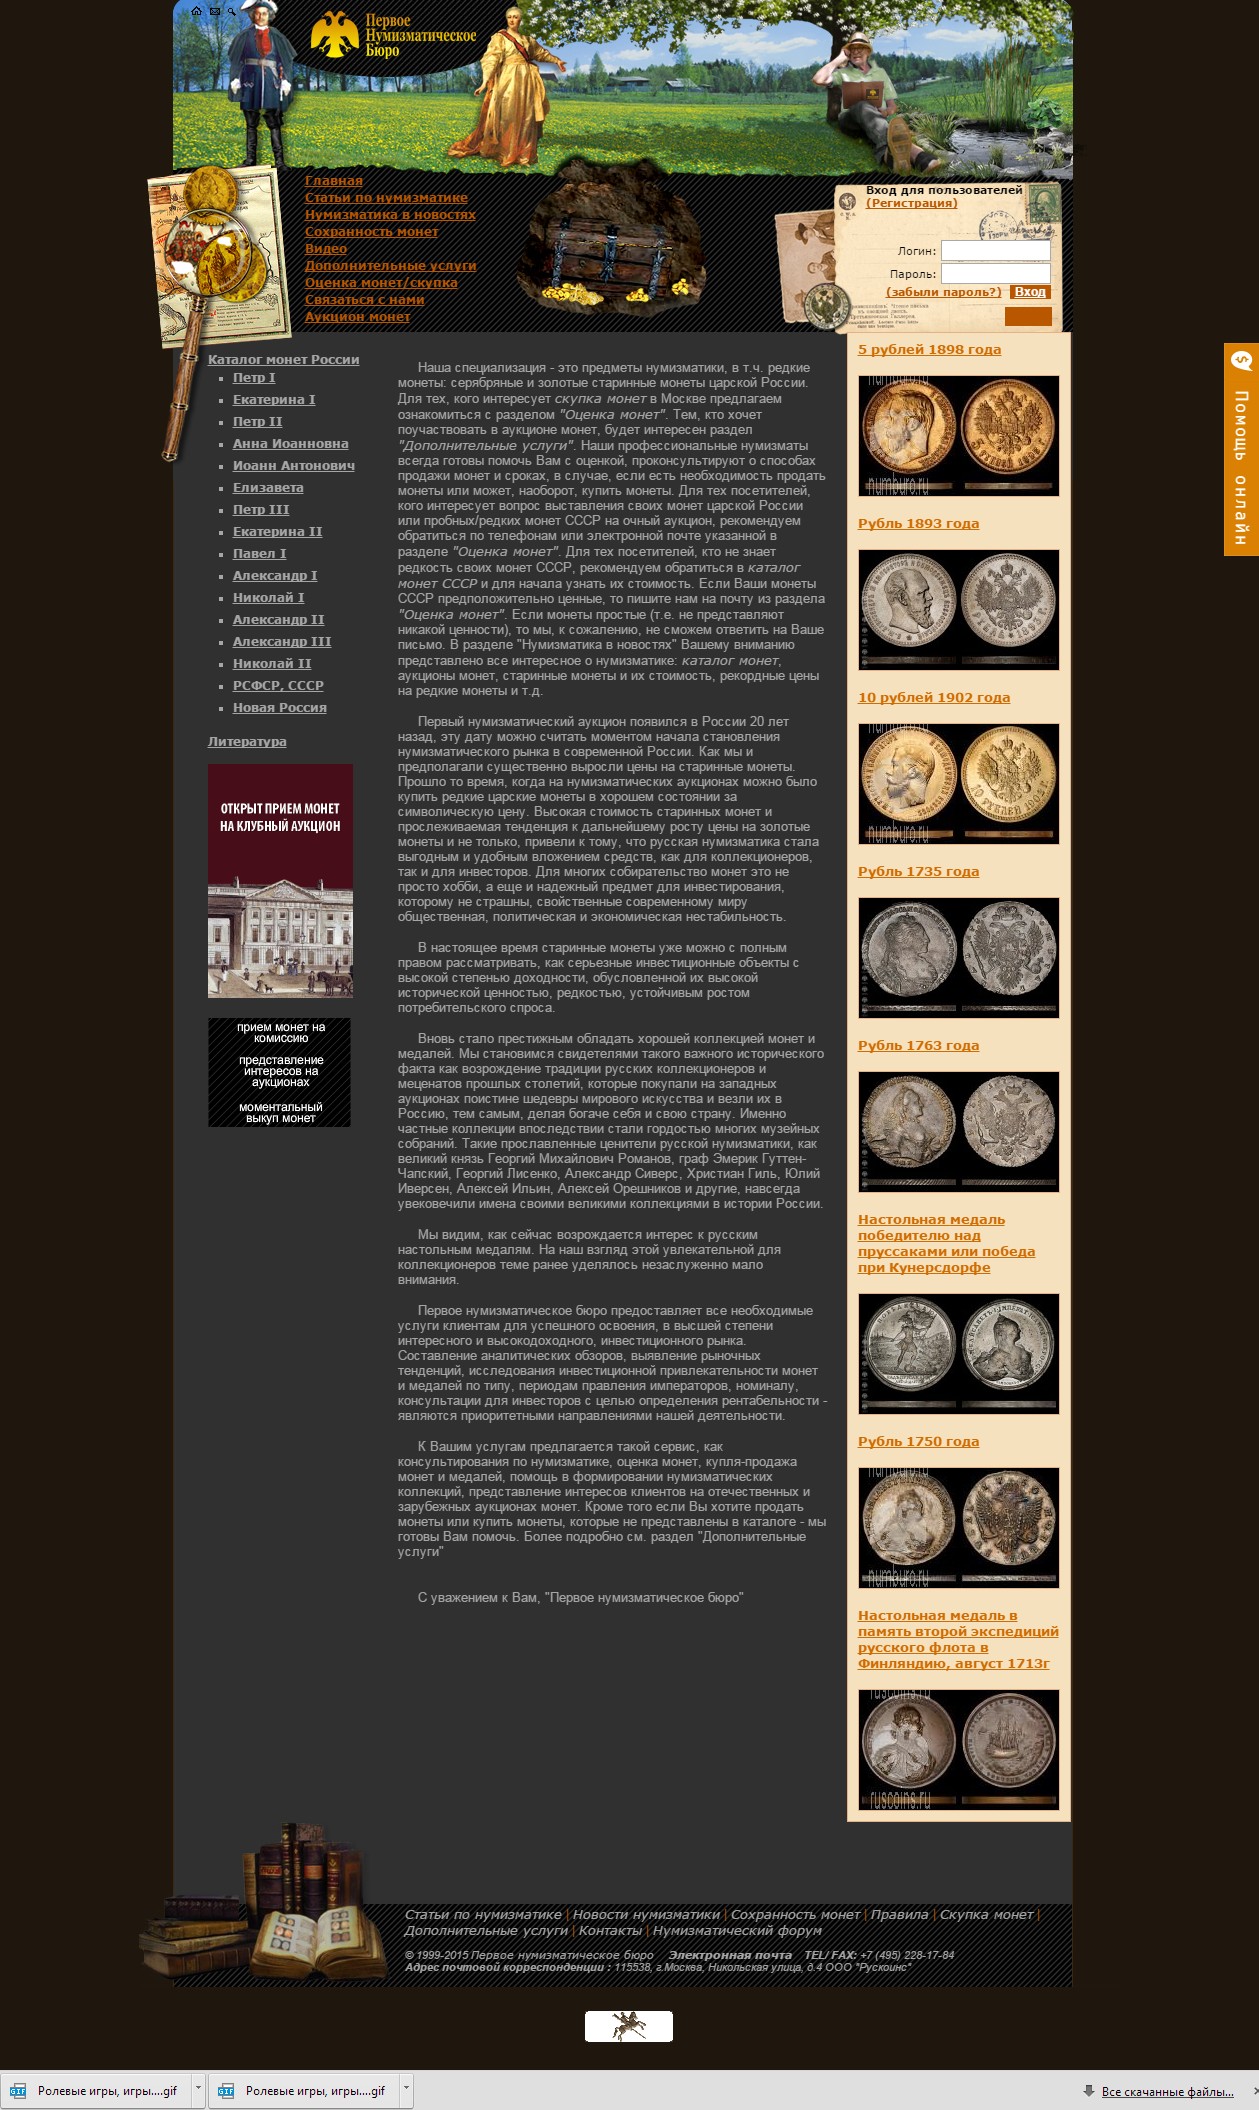 Первое
Нумизматическое
Бюро
Главная
Статьи по нумизматике
Нумизматика в новостях
Сохранность монет
Видео
Дополнительные услуги
Оценка монет/скупка
Связаться с нами
Аукцион монет
Вход для пользователей
(Регистрация)
Логин:
Пароль:
(забыли пароль?) Вход
Каталог монет России
Петр I
Екатерина I
Петр II
Анна Иоанновна
Иоанн Антонович
Елизавета
Петр III
Екатерина II
Павел I
Александр I
Николай I
Александр II
Александр III
Николай II
РСФСР, СССР
Новая Россия
Литература
ОТКРЫТ ПРИЕМ МОНЕТ
НА КЛУБНЫЙ АУКЦИОН
прием монет на
комиссию
представление
интересов на
аукционах
моментальный
выкуп монет
Наша специализация - это предметы нумизматики, в т.ч. редкие
монеты: серябряные и золотые старинные монеты царской России.
Для тех, кого интересует скупка монет в Москве предлагаем
ознакомиться с разделом "Оценка монет". Тем, кто хочет
поучаствовать в аукционе монет, будет интересен раздел
"Дополнительные услуги". Наши профессиональные нумизматы
всегда готовы помочь Вам с оценкой, проконсультируют о способах
продажи монет и сроках, в случае, если есть необходимость продать
монеты или может, наоборот, купить монеты. Для тех посетителей,
кого интересует вопрос выставления своих монет царской России
или пробных/редких монет СССР на очный аукцион, рекомендуем
обратиться по телефонам или электронной почте указанной в
разделе "Оценка монет". Для тех посетителей, кто не знает
редкость своих монет СССР, рекомендуем обратиться в каталог
монет СССР и для начала узнать их стоимость. Если Ваши монеты
СССР предположительно ценные, то пишите нам на почту из раздела
"Оценка монет". Если монеты простые (т.е. не представляют
никакой ценности), то мы, к сожалению, не сможем ответить на Ваше
письмо. В разделе "Нумизматика в новостях" Вашему вниманию
представлено все интересное о нумизматике: каталог монет,
аукционы монет, старинные монеты и их стоимость, рекордные цены
на редкие монеты и т.д.
Первый нумизматический аукцион появился в России 20 лет
назад, эту дату можно считать моментом начала становления
нумизматического рынка в современной России. Как мы и
предполагали существенно выросли цены на старинные монеты.
Прошло то время, когда на нумизматических аукционах можно было
купить редкие царские монеты в хорошем состоянии за
символическую цену. Высокая стоимость старинных монет и
прослеживаемая тенденция к дальнейшему росту цены на золотые
монеты и не только, привели к тому, что русская нумизматика стала
выгодным и удобным вложением средств, как для коллекционеров,
так и для инвесторов. Для многих собирательство монет это не
просто хобби, а еще и надежный предмет для инвестирования,
которому не страшны, свойственные современному миру
общественная, политическая и экономическая нестабильность.
В настоящее время старинные монеты уже можно с полным
правом рассматривать, как серьезные инвестиционные объекты с
высокой степенью доходности, обусловленной их высокой
исторической ценностью, редкостью, устойчивым ростом
потребительского спроса.
Вновь стало престижным обладать хорошей коллекцией монет и
медалей. Мы становимся свидетелями такого важного исторического
факта как возрождение традиции русских коллекционеров и
меценатов прошлых столетий, которые покупали на западных
аукционах поистине шедевры мирового искусства и везли их в
Россию, тем самым, делая богаче себя и свою страну. Именно
частные коллекции впоследствии стали гордостью многих музейных
собраний. Такие прославленные ценители русской нумизматики, как
великий князь Георгий Михайлович Романов, граф Эмерик Гуттен-
Чапский, Георгий Лисенко, Александр Сиверс, Христиан Гиль, Юлий
Иверсен, Алексей Ильин, Алексей Орешников и другие, навсегда
увековечили имена своими великими коллекциями в истории России.
Мы видим, как сейчас возрождается интерес к русским
настольным медалям. На наш взгляд этой увлекательной для
коллекционеров теме ранее уделялось незаслуженно мало
внимания.
Первое нумизматическое бюро предоставляет все необходимые
услуги клиентам для успешного освоения, в высшей степени
интересного и высокодоходного, инвестиционного рынка.
Составление аналитических обзоров, выявление рыночных
тенденций, исследования инвестиционной привлекательности монет
и медалей по типу, периодам правления императоров, номиналу,
консультации для инвесторов с целью определения рентабельности -
являются приоритетными направлениями нашей деятельности.
К Вашим услугам предлагается такой сервис, как
консультирования по нумизматике, оценка монет, купля-продажа
монет и медалей, помощь в формировании нумизматических
коллекций, представление интересов клиентов на отечественных и
зарубежных аукционах монет. Кроме того если Вы хотите продать
монеты или купить монеты, которые не представлены в каталоге - мы
готовы Вам помочь. Более подробно см. раздел "Дополнительные
услуги"
С уважением к Вам, "Первое нумизматическое бюро"
5 рублей 1898 года
numburo.ru
Рубль 1893 года
10 рублей 1902 года
numburo.ru
Рубль 1735 года
Рубль 1763 года
Настольная медаль
победителю над
пруссаками или победа
при Кунерсдорфе
Рубль 1750 года
numburo.ru
Настольная медаль в
память второй экспедиций
русского флота в
Финляндию, август 1713г
ruscoins.ru
Помощь онлайн
Статьи по нумизматике | Новости нумизматики | Сохранность монет | Правила | Скупка монет |
Дополнительные услуги | Контакты | Нумизматический форум
© 1999-2015 Первое нумизматическое бюро Электронная почта TEL/ FAX: +7 (495) 228-17-84
Адрес почтовой корреспонденции : 115538, г.Москва, Никольская улица, д.4 ООО "Рускоинс"
Ролевые игры, игры....gif
Ролевые игры, игры....gif
Все скачанные файлы...